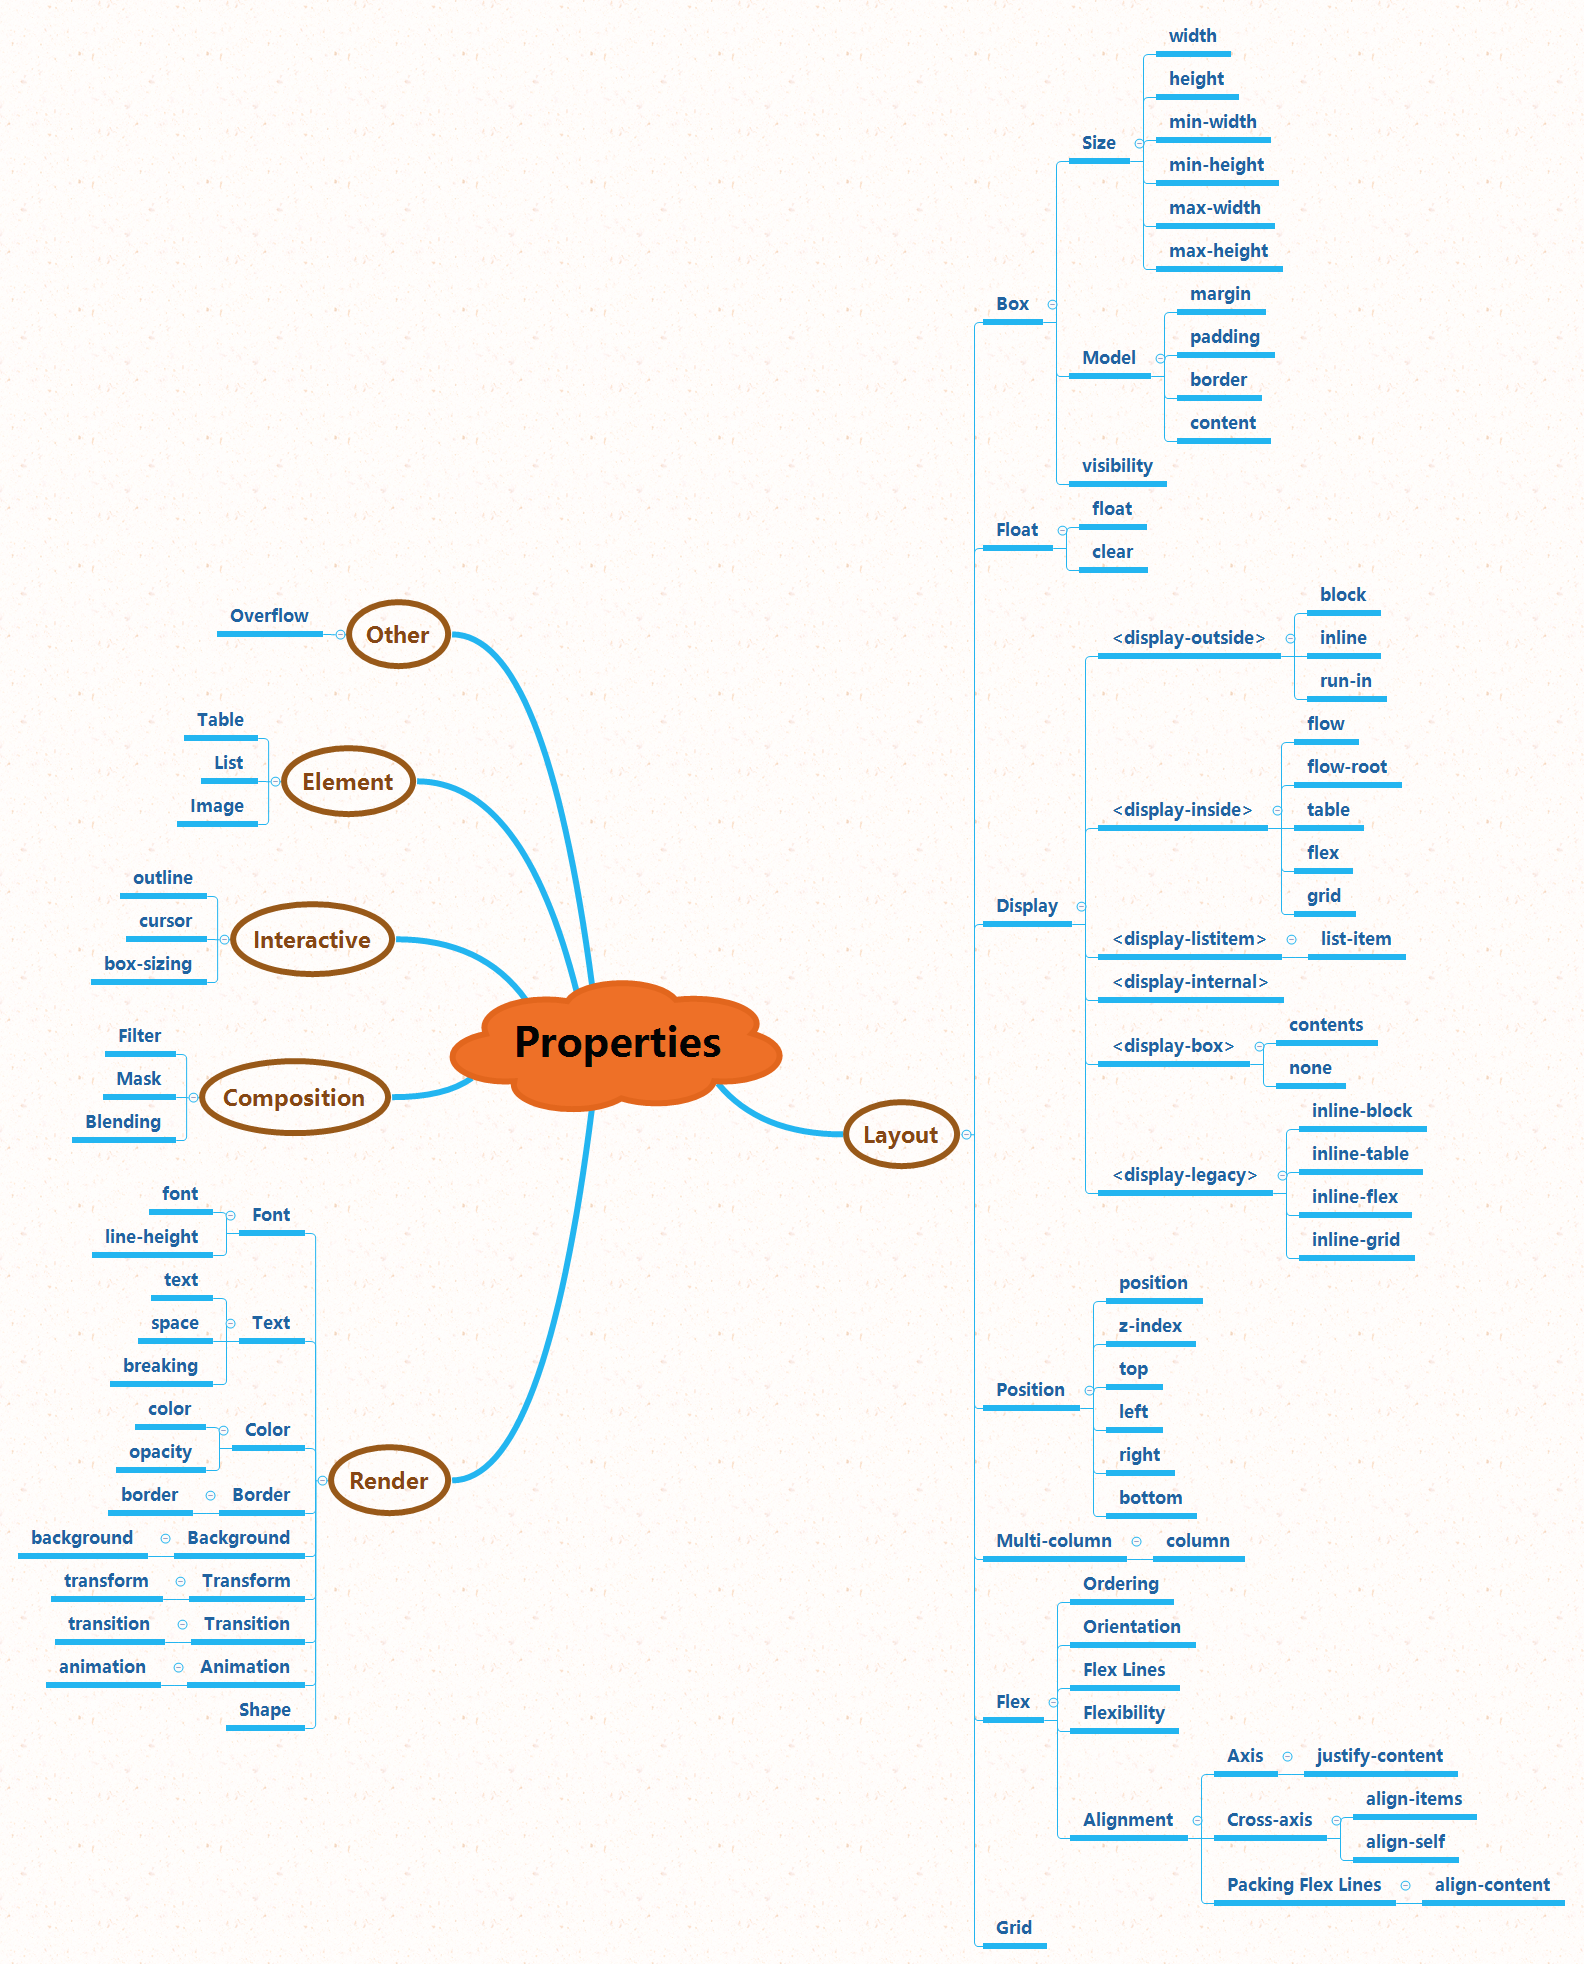 Properties
Layout
Box
Size
width
height
min-width
min-height
max-width
max-height
Model
margin
padding
border
content
visibility
Float
float
clear
Display
<display-outside>
block
inline
run-in
<display-inside>
flow
flow-root
table
flex
grid
<display-listitem>
list-item
<display-internal>
<display-box>
contents
none
<display-legacy>
inline-block
inline-table
inline-flex
inline-grid
Position
position
z-index
top
left
right
bottom
Multi-column
column
Flex
Ordering
Orientation
Flex Lines
Flexibility
Alignment
Axis
justify-content
Cross-axis
align-items
align-self
Packing Flex Lines
align-content
Grid
Other
Overflow
Element
Table
List
Image
Interactive
outline
cursor
box-sizing
Composition
Filter
Mask
Blending
Render
Font
font
line-height
Text
text
space
breaking
Color
color
opacity
Border
border
Background
background
Transform
transform
Transition
transition
Animation
animation
Shape